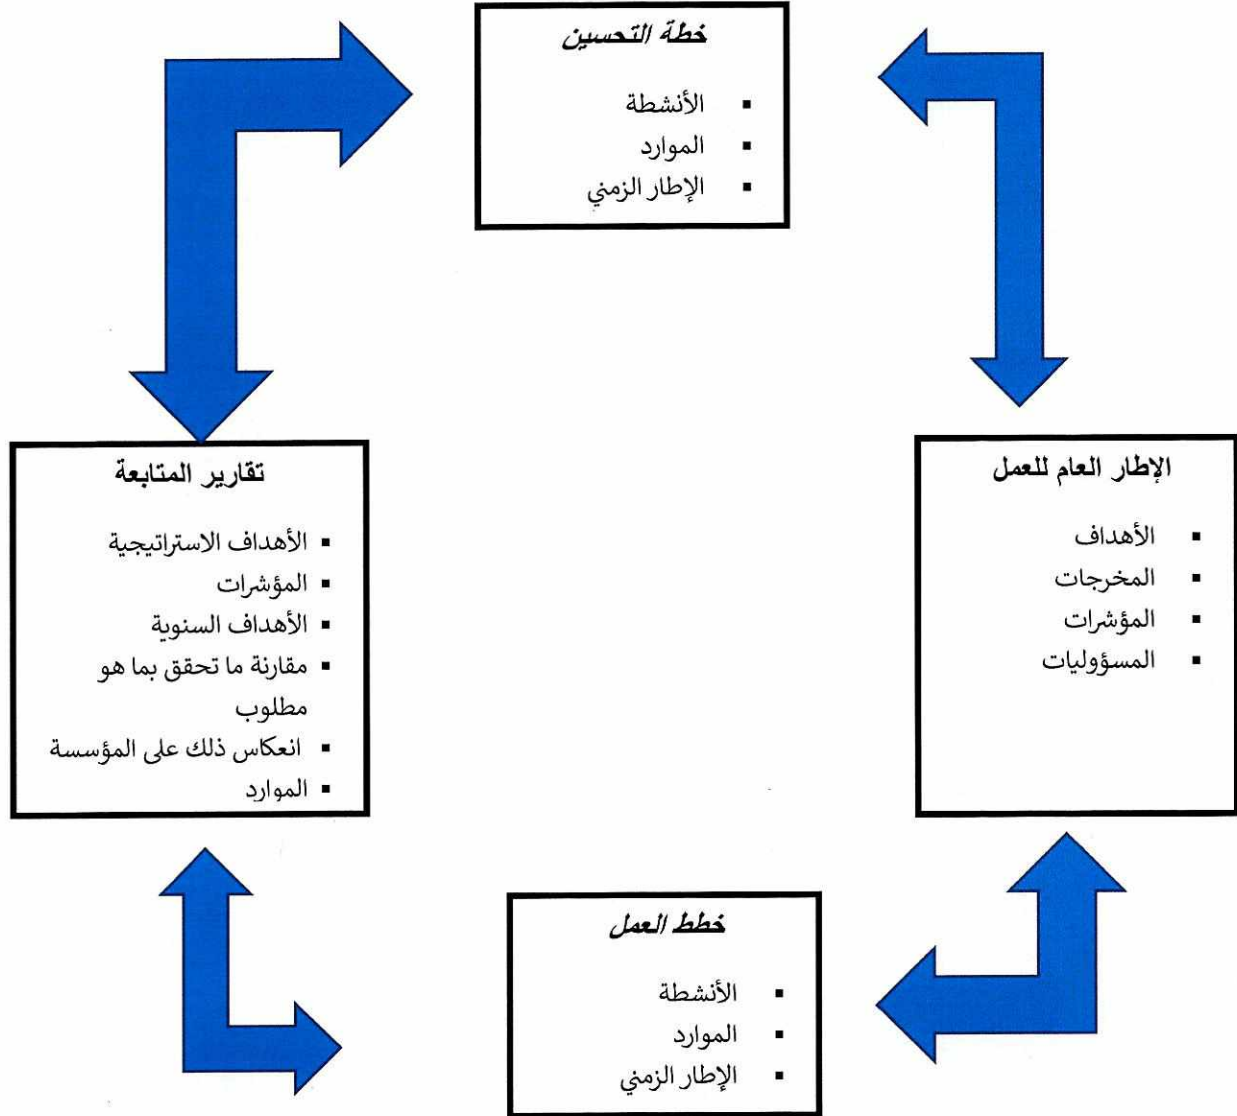 خطة التحسين
▪ الأنشطة
▪ الموارد
▪ الإطار الزمني
الإطار العام للعمل
▪ الأهداف
▪ المخرجات
▪ المؤشرات
▪ المسؤوليات
تقارير المتابعة
▪ الأهداف الاستراتيجية
▪ المؤشرات
▪ الأهداف السنوية
▪ مقارنة ما تحقق بما هو
مطلوب
▪ انعكاس ذلك على المؤسسة
▪ الموارد
خطط العمل
▪ الأنشطة
▪ الموارد
▪ الإطار الزمني